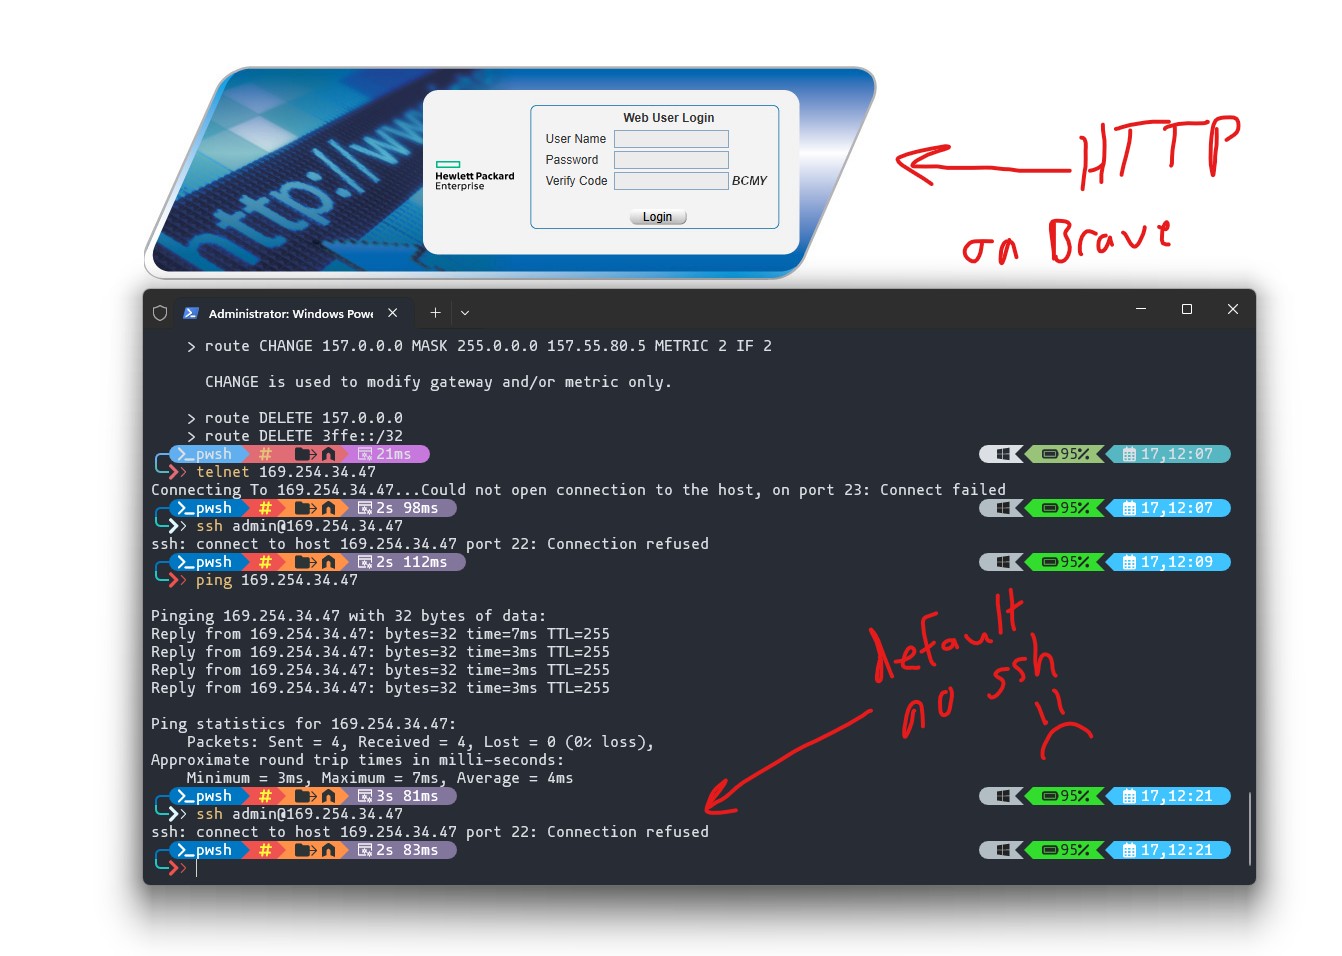 http://www
Web User Login
User Name
Password
Verify Code BCMY
Hewlett Packard
Enterprise
Login
HTTP
on Brave
Administrator: Windows Powe
> route CHANGE 157.0.0.0 MASK 255.0.0.0 157.55.80.5 METRIC 2 IF 2
CHANGE is used to modify gateway and/or metric only.
> route DELETE 157.0.0.0
> route DELETE 3ffe::/32
pwsh # 21ms 95% 17,12:07
telnet 169.254.34.47
Connecting To 169.254.34.47...Could not open connection to the host, on port 23: Connect failed
pwsh # 2s 98ms 95% 17,12:07
ssh admin@169.254.34.47
ssh: connect to host 169.254.34.47 port 22: Connection refused
pwsh # 2s 112ms 95% 17,12:09
ping 169.254.34.47
Pinging 169.254.34.47 with 32 bytes of data:
Reply from 169.254.34.47: bytes=32 time=7ms TTL=255
Reply from 169.254.34.47: bytes=32 time=3ms TTL=255
Reply from 169.254.34.47: bytes=32 time=3ms TTL=255
Reply from 169.254.34.47: bytes=32 time=3ms TTL=255
Ping statistics for 169.254.34.47:
Packets: Sent = 4, Received = 4, Lost = 0 (0% loss),
Approximate round trip times in milli-seconds:
Minimum = 3ms, Maximum = 7ms, Average = 4ms
default
no ssh
pwsh # 3s 81ms 95% 17,12:21
ssh admin@169.254.34.47
ssh: connect to host 169.254.34.47 port 22: Connection refused
pwsh # 2s 83ms 95% 17,12:21